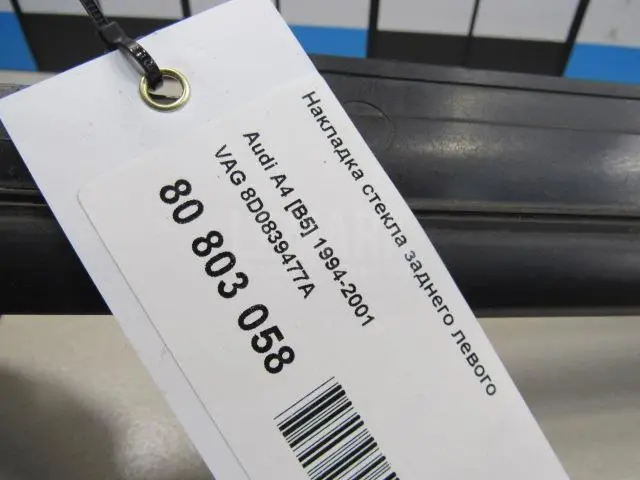 Накладка стекла заднего левого
Audi A4 [B5] 1994-2001
VAG 8D0839477A
80 803 058